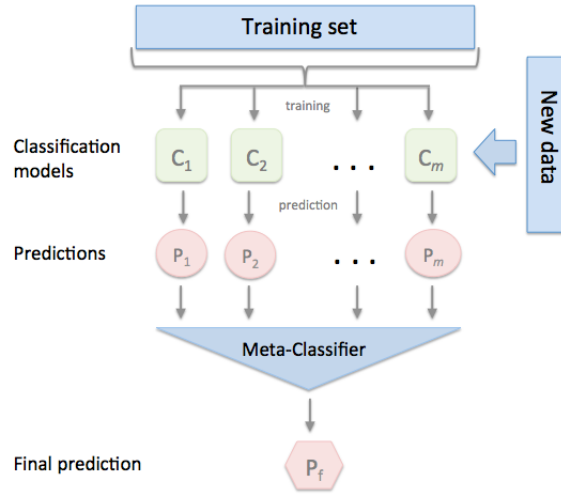 Training set
training
Classification
models
C1
C2
. . .
Cm
New data
prediction
Predictions
P1
P2
. . .
Pm
Meta-Classifier
Final prediction
Pf